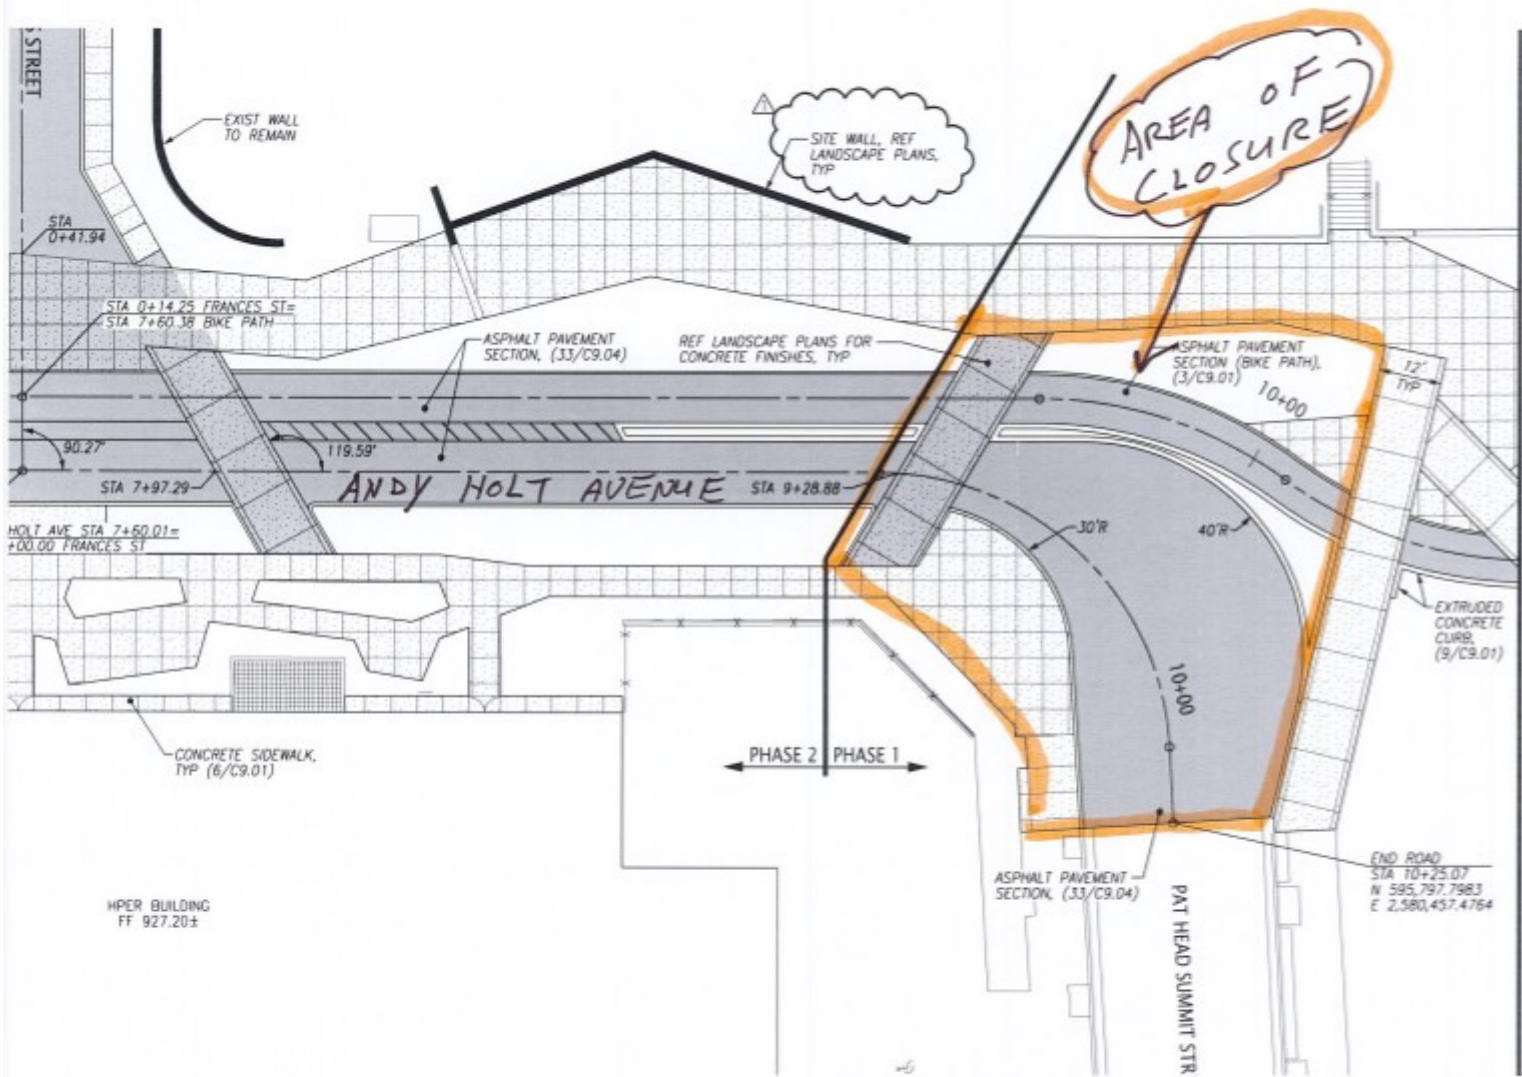 S STREET
EXIST WALL
TO REMAIN
1
SITE WALL, REF
LANDSCAPE PLANS,
TYP
AREA OF
CLOSURE
STA
0+41.94
STA 0+14.25 FRANCES ST=
STA 7+60.38 BIKE PATH
ASPHALT PAVEMENT
SECTION, (33/C9.04)
REF LANDSCAPE PLANS FOR
CONCRETE FINISHES, TYP
ASPHALT PAVEMENT
SECTION (BIKE PATH),
(3/C9.01)
10+00
12'
TYP
90.27°
119.59°
STA 7+97.29
ANDY HOLT AVENUE
STA 9+28.88
30'R
40'R
HOLT AVE STA 7+60.01=
+00.00 FRANCES ST
EXTRUDED
CONCRETE
CURB,
(9/C9.01)
10+00
CONCRETE SIDEWALK,
TYP (6/C9.01)
PHASE 2 PHASE 1
END ROAD
STA 10+25.07
N 595,797.7983
E 2,580,457.4764
ASPHALT PAVEMENT
SECTION, (33/C9.04)
HPER BUILDING
FF 927.20±
PAT HEAD SUMMIT STR